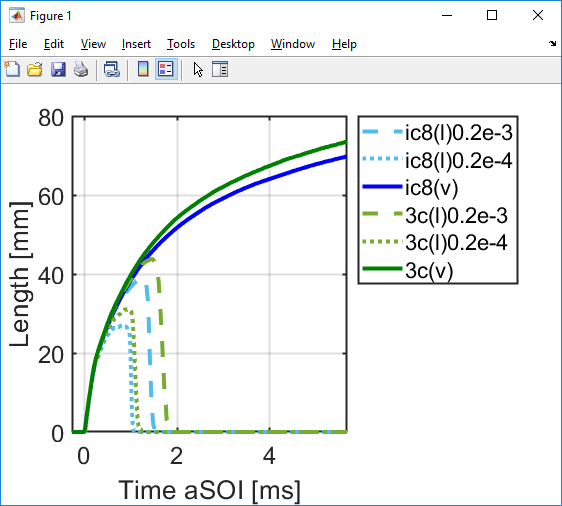 Figure 1
File Edit View Insert Tools Desktop Window Help
80
60
40
20
0
Length [mm]
0 2 4
Time aSOI [ms]
ic8(l)0.2e-3
ic8(l)0.2e-4
ic8(v)
3c(l)0.2e-3
3c(l)0.2e-4
3c(v)